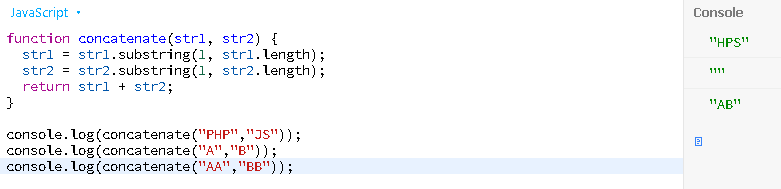 JavaScript
function concatenate(str1, str2) {
  str1 = str1.substring(1, str1.length);
  str2 = str2.substring(1, str2.length);
  return str1 + str2;
}
console.log(concatenate("PHP","JS"));
console.log(concatenate("A","B"));
console.log(concatenate("AA","BB"));
Console
"HPS"
""
"AB"